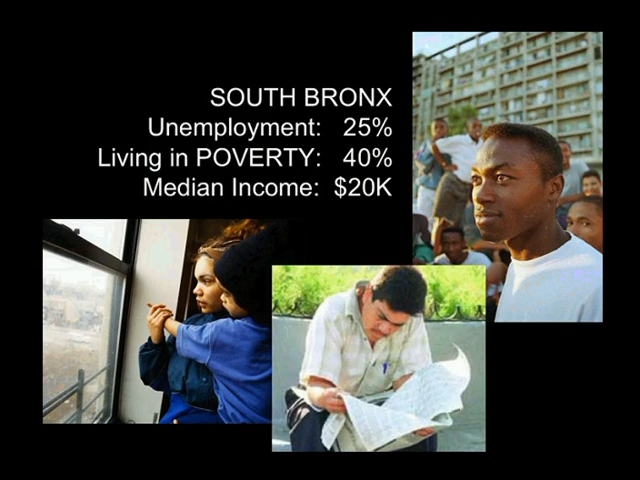 SOUTH BRONX
Unemployment: 25%
Living in POVERTY: 40%
Median Income: $20K